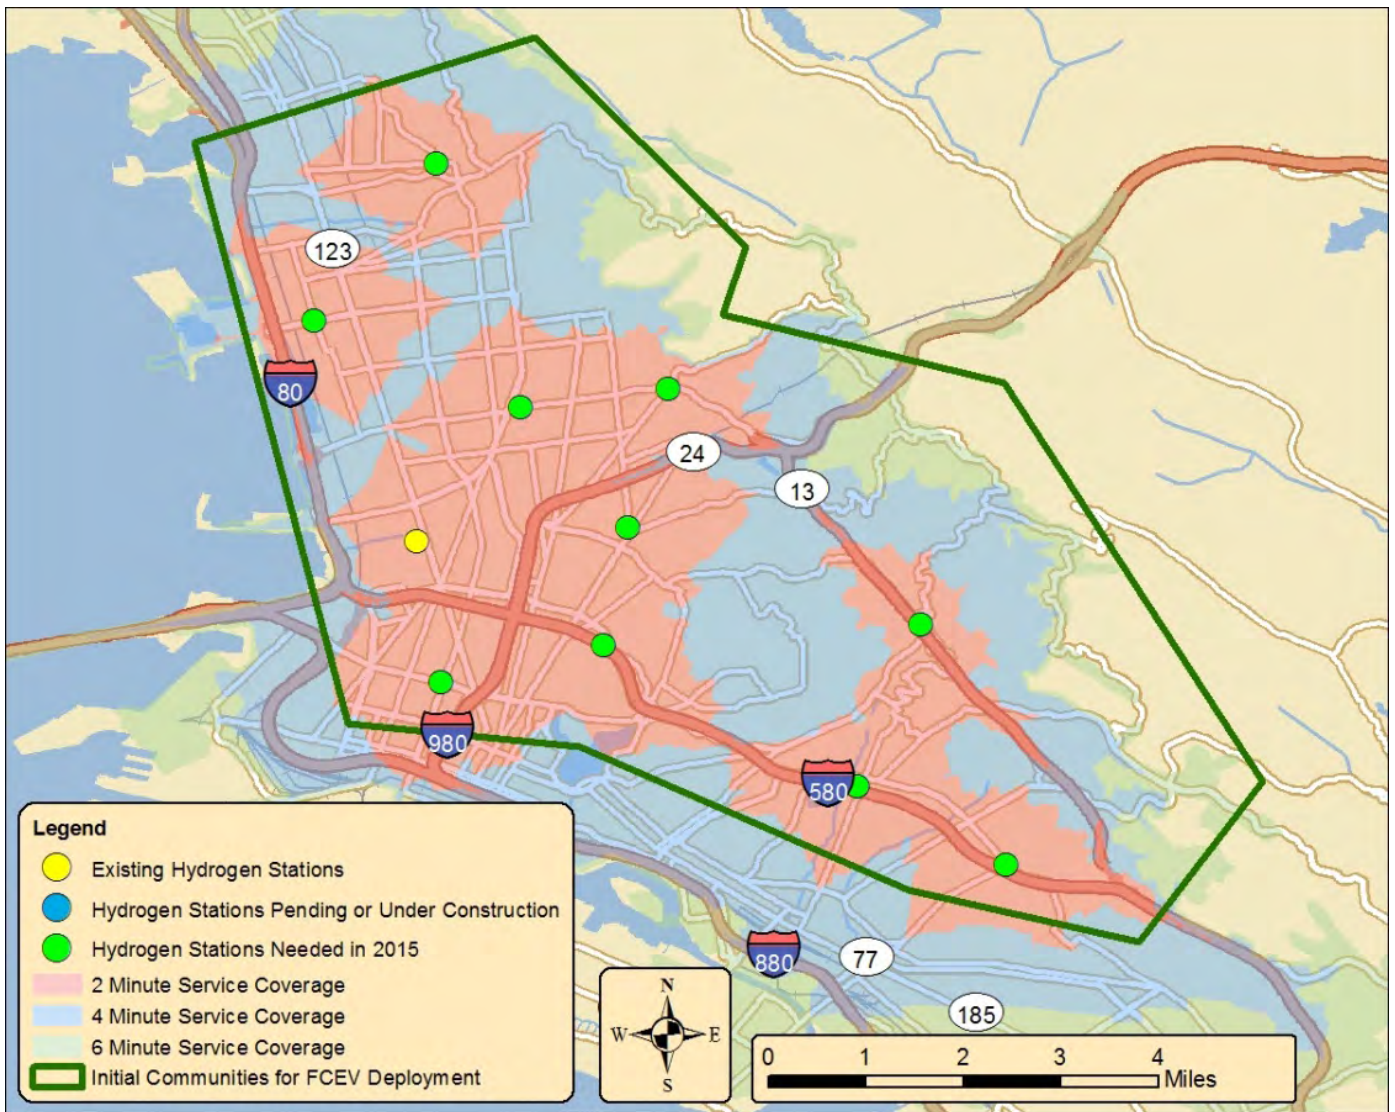 123
80
24
13
980
580
880
77
185
Legend
Existing Hydrogen Stations
Hydrogen Stations Pending or Under Construction
Hydrogen Stations Needed in 2015
2 Minute Service Coverage
4 Minute Service Coverage
6 Minute Service Coverage
Initial Communities for FCEV Deployment
N
W E
S
0 1 2 3 4
Miles